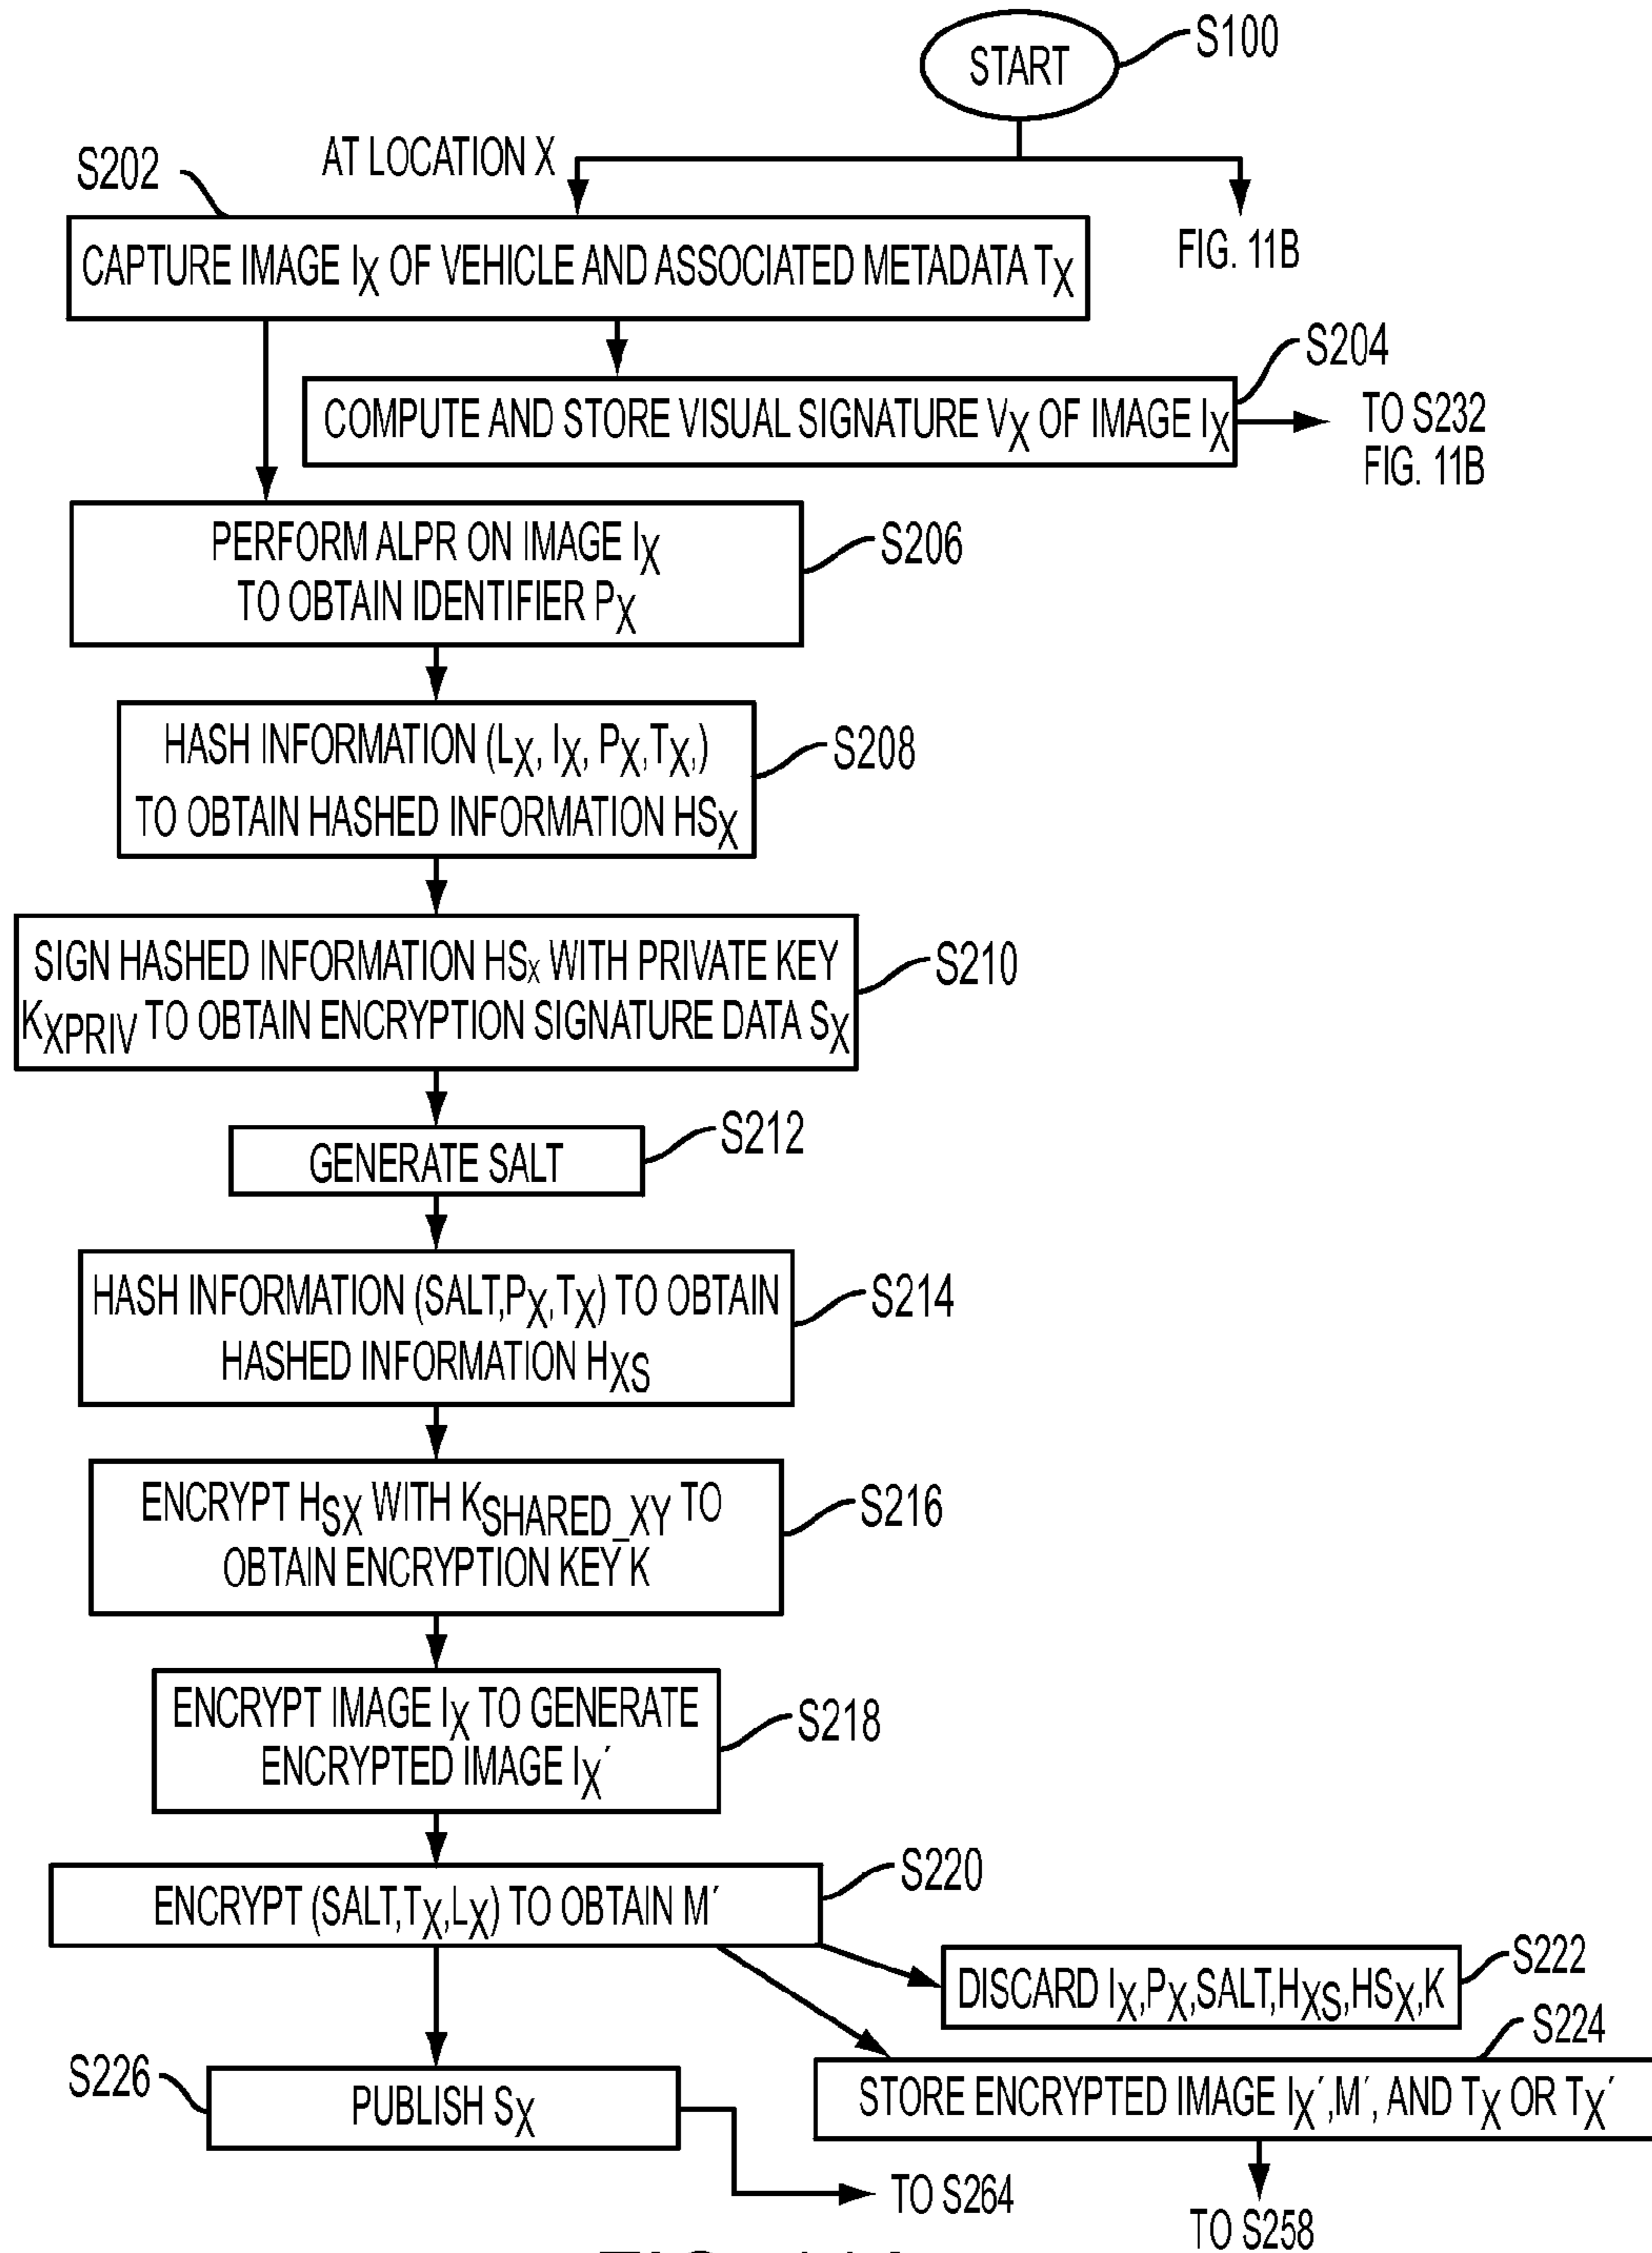 START
S100
AT LOCATION X
S202
FIG. 11B
CAPTURE IMAGE IX OF VEHICLE AND ASSOCIATED METADATA TX
S204
COMPUTE AND STORE VISUAL SIGNATURE VX OF IMAGE IX
TO S232
FIG. 11B
PERFORM ALPR ON IMAGE IX
TO OBTAIN IDENTIFIER PX
S206
HASH INFORMATION (LX, IX, PX,TX,)
TO OBTAIN HASHED INFORMATION HSX
S208
SIGN HASHED INFORMATION HSX WITH PRIVATE KEY
KXPRIV TO OBTAIN ENCRYPTION SIGNATURE DATA SX
S210
GENERATE SALT
S212
HASH INFORMATION (SALT,PX,TX) TO OBTAIN
HASHED INFORMATION HXS
S214
ENCRYPT HSX WITH KSHARED_XY TO
OBTAIN ENCRYPTION KEY K
S216
ENCRYPT IMAGE IX TO GENERATE
ENCRYPTED IMAGE IX′
S218
ENCRYPT (SALT,TX,LX) TO OBTAIN M′
S220
DISCARD IX,PX,SALT,HXS,HSX,K
S222
STORE ENCRYPTED IMAGE IX′,M′, AND TX OR TX′
S224
S226
PUBLISH SX
TO S264
TO S258